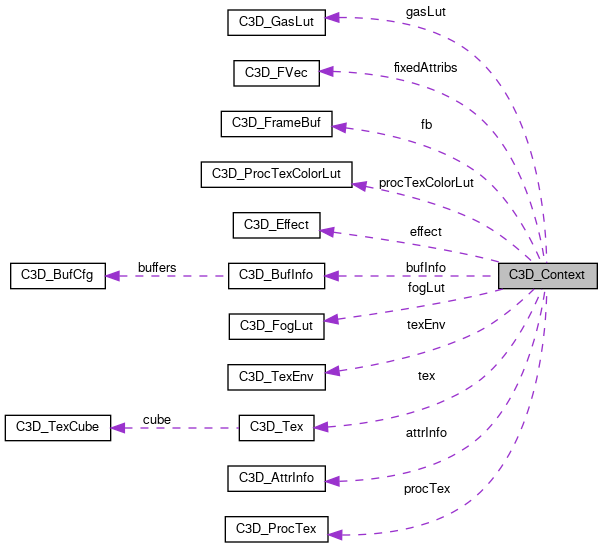 C3D_GasLut
gasLut
C3D_FVec
fixedAttribs
C3D_FrameBuf
fb
C3D_ProcTexColorLut
procTexColorLut
C3D_Effect
effect
C3D_BufCfg
buffers
C3D_BufInfo
bufInfo
C3D_Context
fogLut
C3D_FogLut
texEnv
C3D_TexEnv
tex
C3D_TexCube
cube
C3D_Tex
attrInfo
C3D_AttrInfo
procTex
C3D_ProcTex